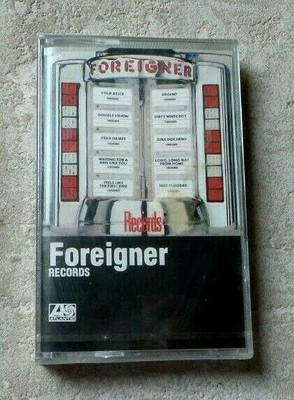 FOREIGNER
COLD AS ICE
URGENT
DOUBLE VISION
DIRTY WHITE BOY
HEAD GAMES
JUKE BOX HERO
WAITING FOR A
GIRL LIKE YOU
LONG, LONG WAY
FROM HOME
FEELS LIKE
THE FIRST TIME
HOT BLOODED
Records
Foreigner
RECORDS
ATLANTIC